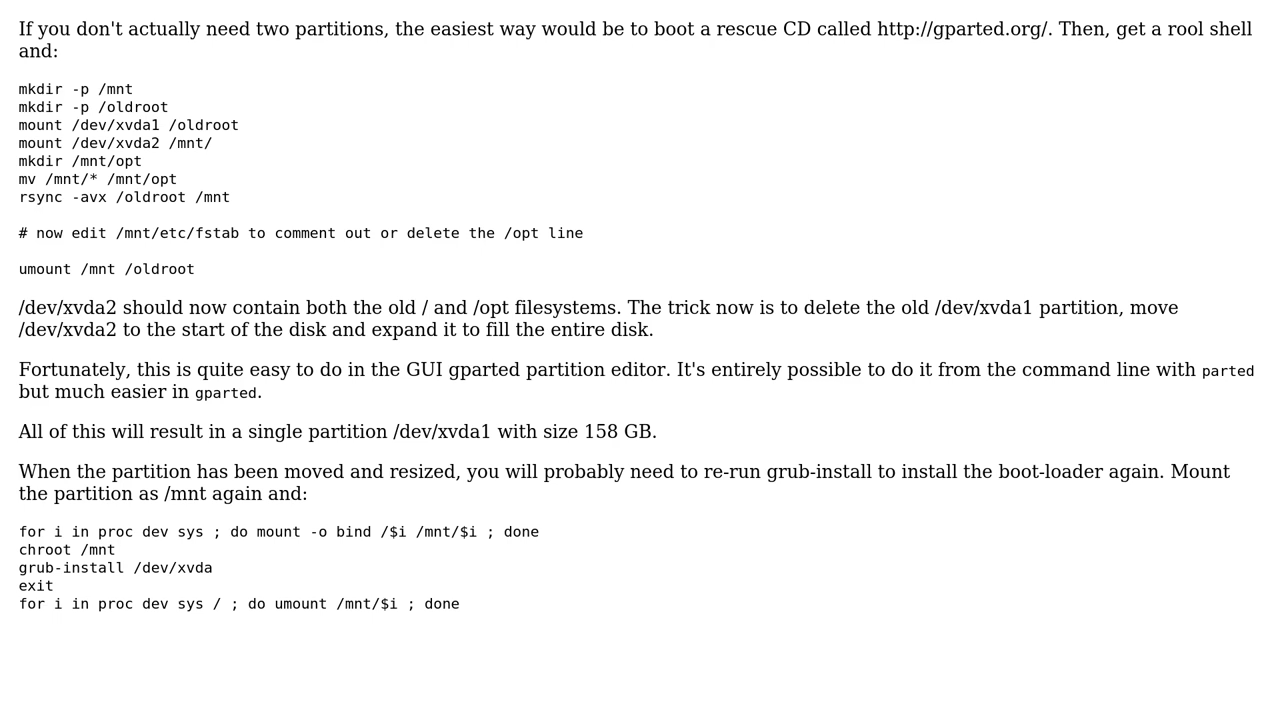 If you don't actually need two partitions, the easiest way would be to boot a rescue CD called http://gparted.org/. Then, get a rool shell
and:
mkdir -p /mnt
mkdir -p /oldroot
mount /dev/xvda1 /oldroot
mount /dev/xvda2 /mnt/
mkdir /mnt/opt
mv /mnt/* /mnt/opt
rsync -avx /oldroot /mnt
# now edit /mnt/etc/fstab to comment out or delete the /opt line
umount /mnt /oldroot
/dev/xvda2 should now contain both the old / and /opt filesystems. The trick now is to delete the old /dev/xvda1 partition, move
/dev/xvda2 to the start of the disk and expand it to fill the entire disk.
Fortunately, this is quite easy to do in the GUI gparted partition editor. It's entirely possible to do it from the command line with parted
but much easier in gparted.
All of this will result in a single partition /dev/xvda1 with size 158 GB.
When the partition has been moved and resized, you will probably need to re-run grub-install to install the boot-loader again. Mount
the partition as /mnt again and:
for i in proc dev sys ; do mount -o bind /$i /mnt/$i ; done
chroot /mnt
grub-install /dev/xvda
exit
for i in proc dev sys / ; do umount /mnt/$i ; done